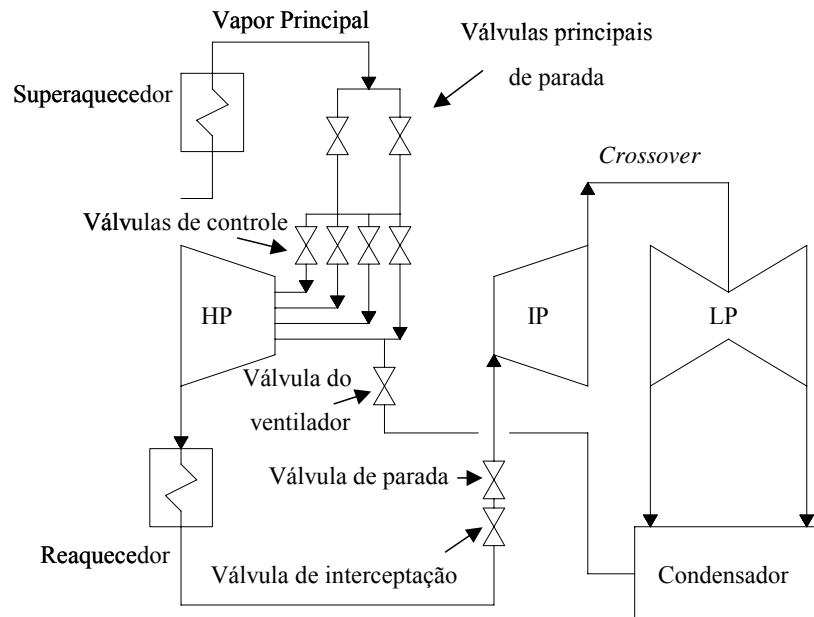 Vapor Principal
Válvulas principais
de parada
Superaquecedor
Crossover
Válvulas de controle
HP
IP
LP
Válvula do
ventilador
Válvula de parada
Reaquecedor
Válvula de interceptação
Condensador